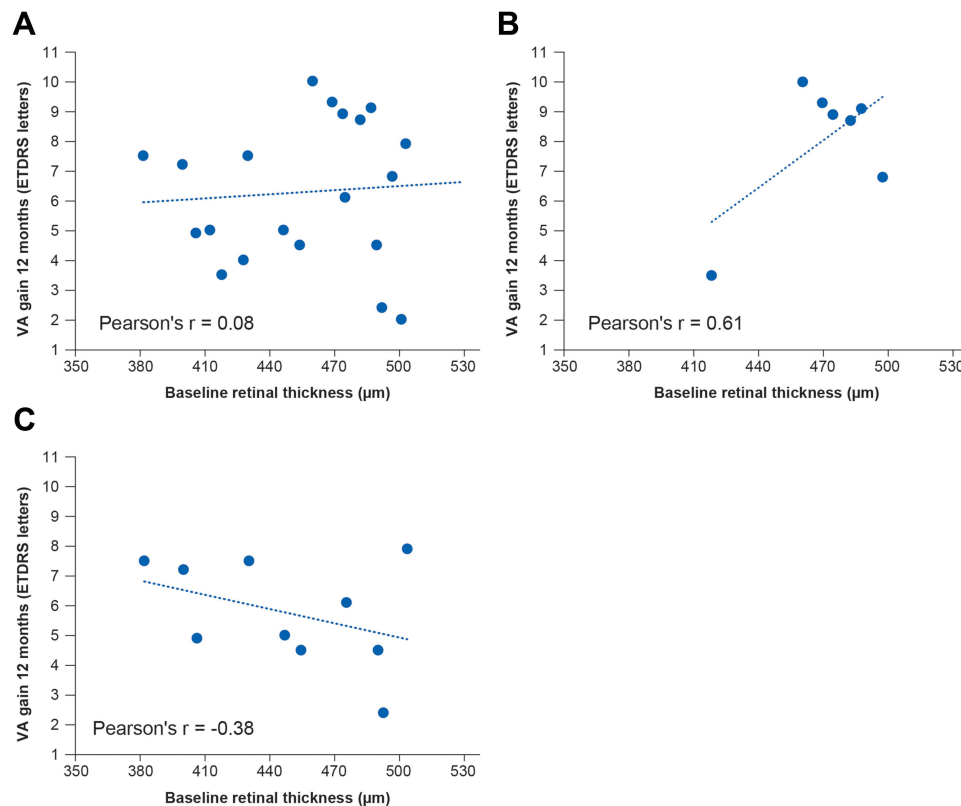 A
VA gain 12 months (ETDRS letters)
11
10
9
8
7
6
5
4
3
2
1
Pearson's r = 0.08
350 380 410 440 470 500 530
Baseline retinal thickness (µm)
B
VA gain 12 months (ETDRS letters)
11
10
9
8
7
6
5
4
3
2
1
Pearson's r = 0.61
350 380 410 440 470 500 530
Baseline retinal thickness (µm)
C
VA gain 12 months (ETDRS letters)
11
10
9
8
7
6
5
4
3
2
1
Pearson's r = -0.38
350 380 410 440 470 500 530
Baseline retinal thickness (µm)